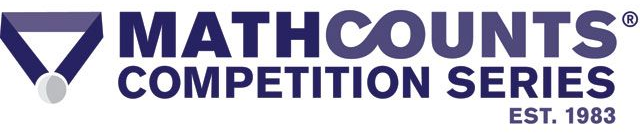 MATHCOUNTS®
COMPETITION SERIES
EST. 1983